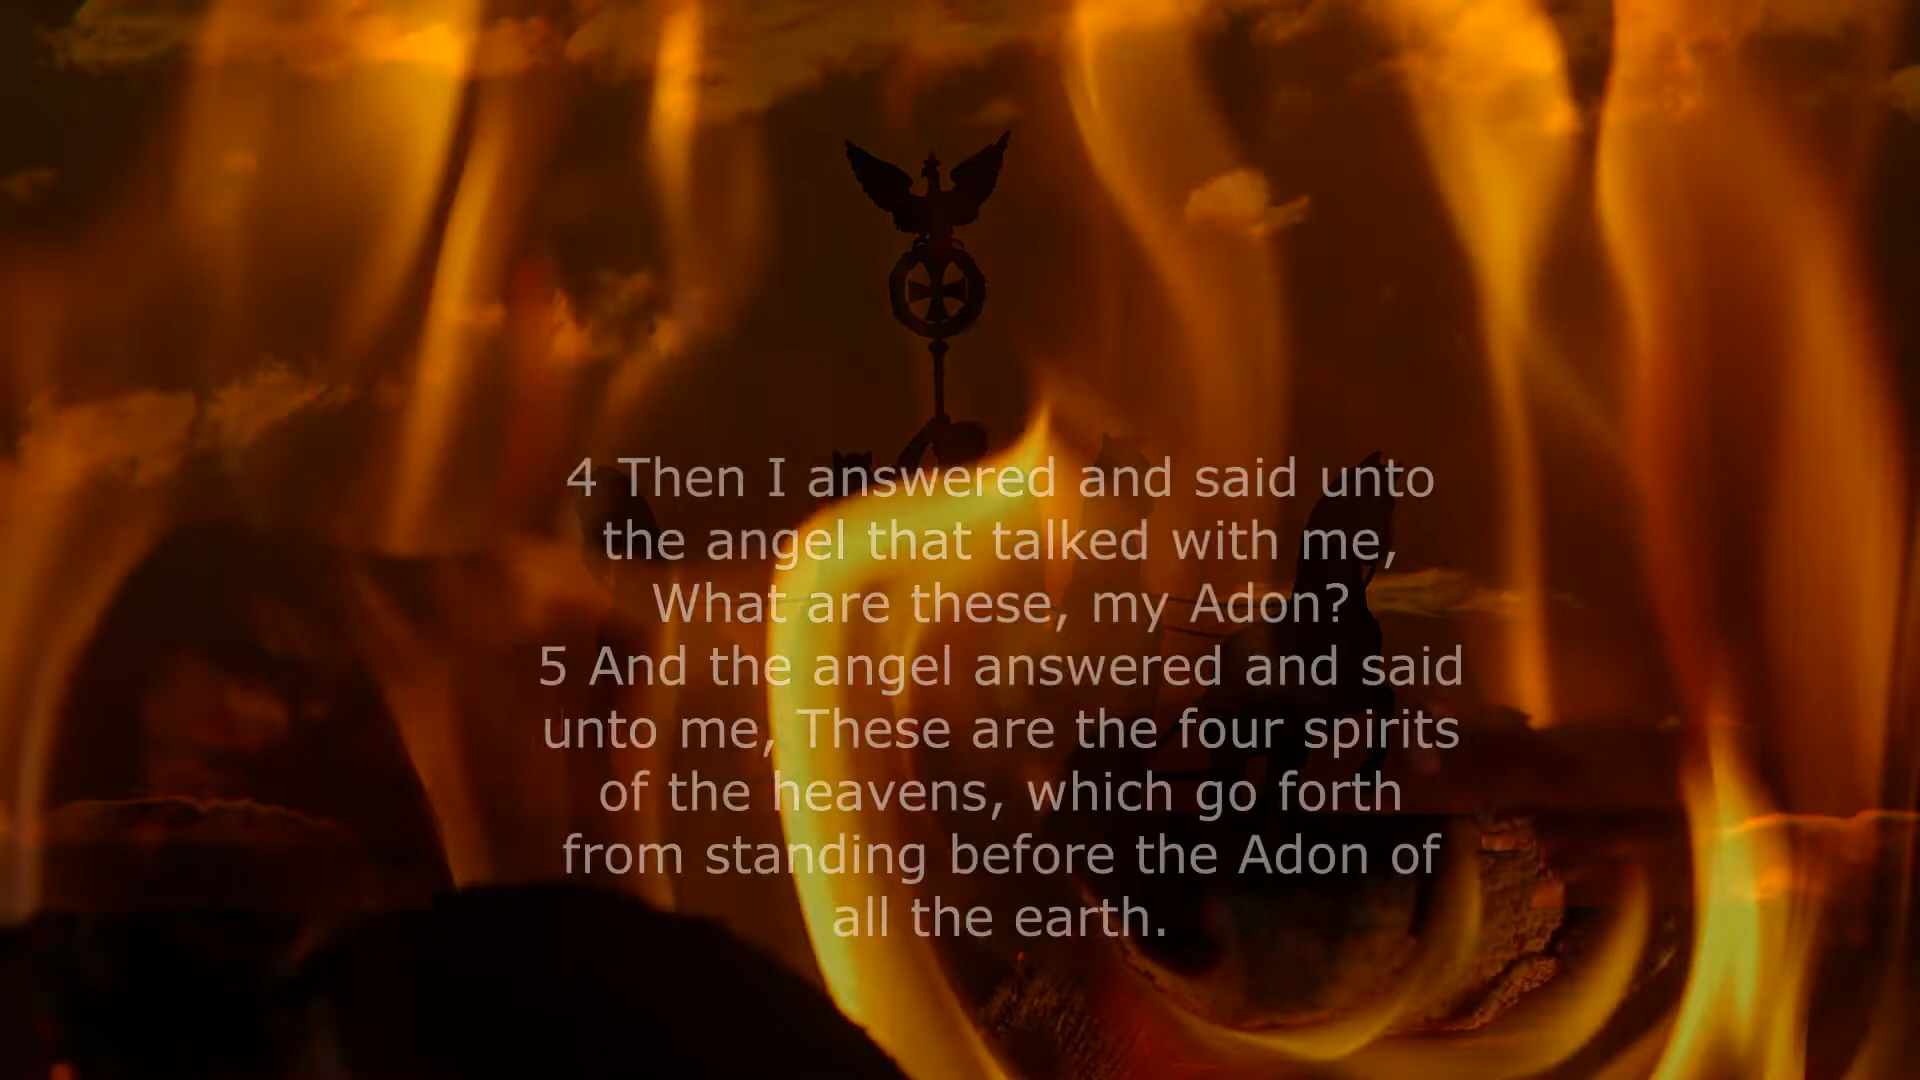 4 Then I answered and said unto
the angel that talked with me,
What are these, my Adon?
5 And the angel answered and said
unto me, These are the four spirits
of the heavens, which go forth
from standing before the Adon of
all the earth.